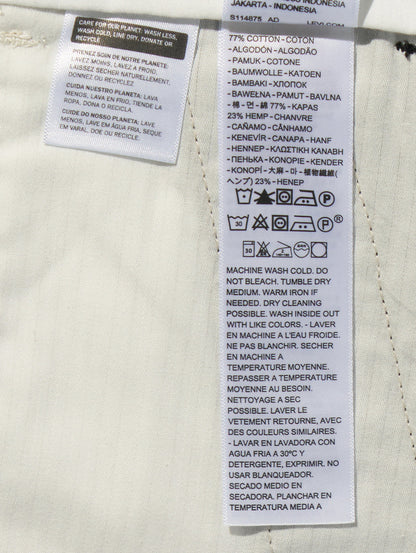 CARE FOR OUR PLANET: WASH LESS,
WASH COLD, LINE DRY, DONATE OR
RECYCLE.
PRENEZ SOIN DE NOTRE PLANÈTE:
LAVEZ MOINS, LAVEZ A FROID,
LAISSEZ SÉCHER NATURELLEMENT,
DONNEZ OU RECYCLEZ.
CUIDA NUESTRO PLANETA: LAVA
MENOS, LAVA EN FRIO, TIENDE LA
ROPA, DONA O RECICLA.
CUIDE DO NOSSO PLANETA: LAVE
MENOS, LAVE EM ÁGUA FRIA, SEQUE
EM VARAL, DOE OU RECICLE.
INDONESIA
JAKARTA - INDONESIA
S114875 AD
77% COTTON - COTON
- ALGODÓN - ALGODÃO
- PAMUK - COTONE
- BAUMWOLLE - KATOEN
- BAMBAKI - ХЛОПОК
- BAWEŁNA - PAMUT - BAVLNA
- 棉 - 면 - 綿 77% - KAPAS
23% HEMP - CHANVRE
- CAÑAMO - CÂNHAMO
- KENEVİR - CANAPA - HANF
- HENNEP - ΚΛΩΣΤΙΚΗ ΚΑΝΑΒΗ
- ПЕНЬКА - KONOPIE - KENDER
- KONOPÍ - 大麻 - 마 - 植物繊維(
ヘンプ) 23% - HENEP
P
30 P®
30
MACHINE WASH COLD. DO
NOT BLEACH. TUMBLE DRY
MEDIUM. WARM IRON IF
NEEDED. DRY CLEANING
POSSIBLE. WASH INSIDE OUT
WITH LIKE COLORS. - LAVER
EN MACHINE A L'EAU FROIDE.
NE PAS BLANCHIR. SECHER
EN MACHINE A
TEMPERATURE MOYENNE.
REPASSER A TEMPERATURE
MOYENNE AU BESOIN.
NETTOYAGE A SEC
POSSIBLE. LAVER LE
VETEMENT RETOURNE, AVEC
DES COULEURS SIMILAIRES.
- LAVAR EN LAVADORA CON
AGUA FRIA A 30ºC Y
DETERGENTE, EXPRIMIR. NO
USAR BLANQUEADOR.
SECADO MEDIO EN
SECADORA. PLANCHAR EN
TEMPERATURA MEDIA A